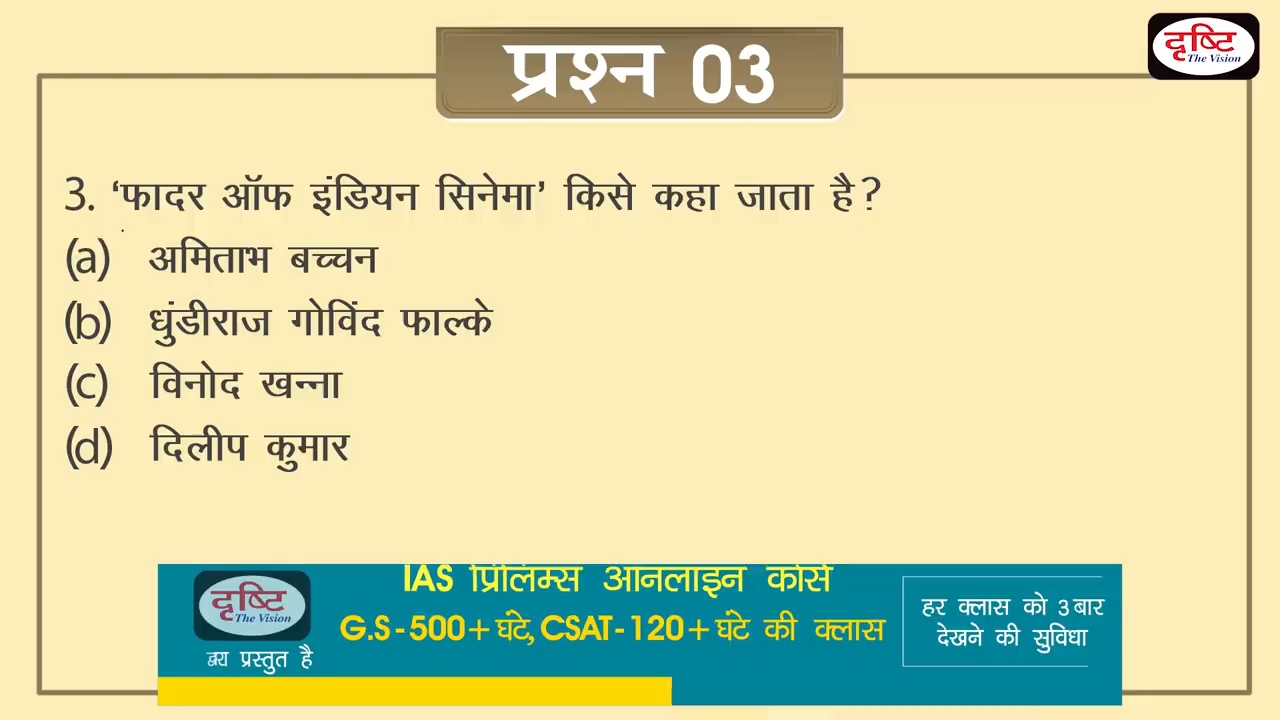 दृष्टि
The Vision
प्रश्न 03
3. ‘फादर ऑफ इंडियन सिनेमा’ किसे कहा जाता है?
(a) अमिताभ बच्चन
(b) धुंडीराज गोविंद फाल्के
(c) विनोद खन्ना
(d) दिलीप कुमार
दृष्टि
The Vision
द्वारा प्रस्तुत है
IAS प्रिलिम्स ऑनलाइन कोर्स
G.S-500+घंटे, CSAT-120+घंटे की क्लास
हर क्लास को 3 बार
देखने की सुविधा